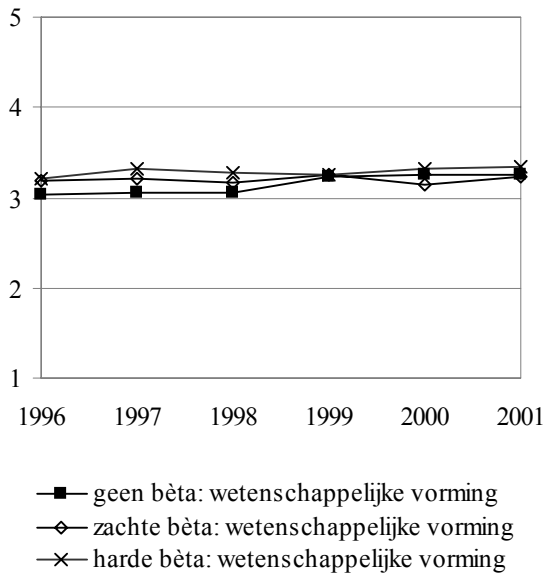 5
4
3
2
1
1996 1997 1998 1999 2000 2001
geen bèta: wetenschappelijke vorming
zachte bèta: wetenschappelijke vorming
harde bèta: wetenschappelijke vorming